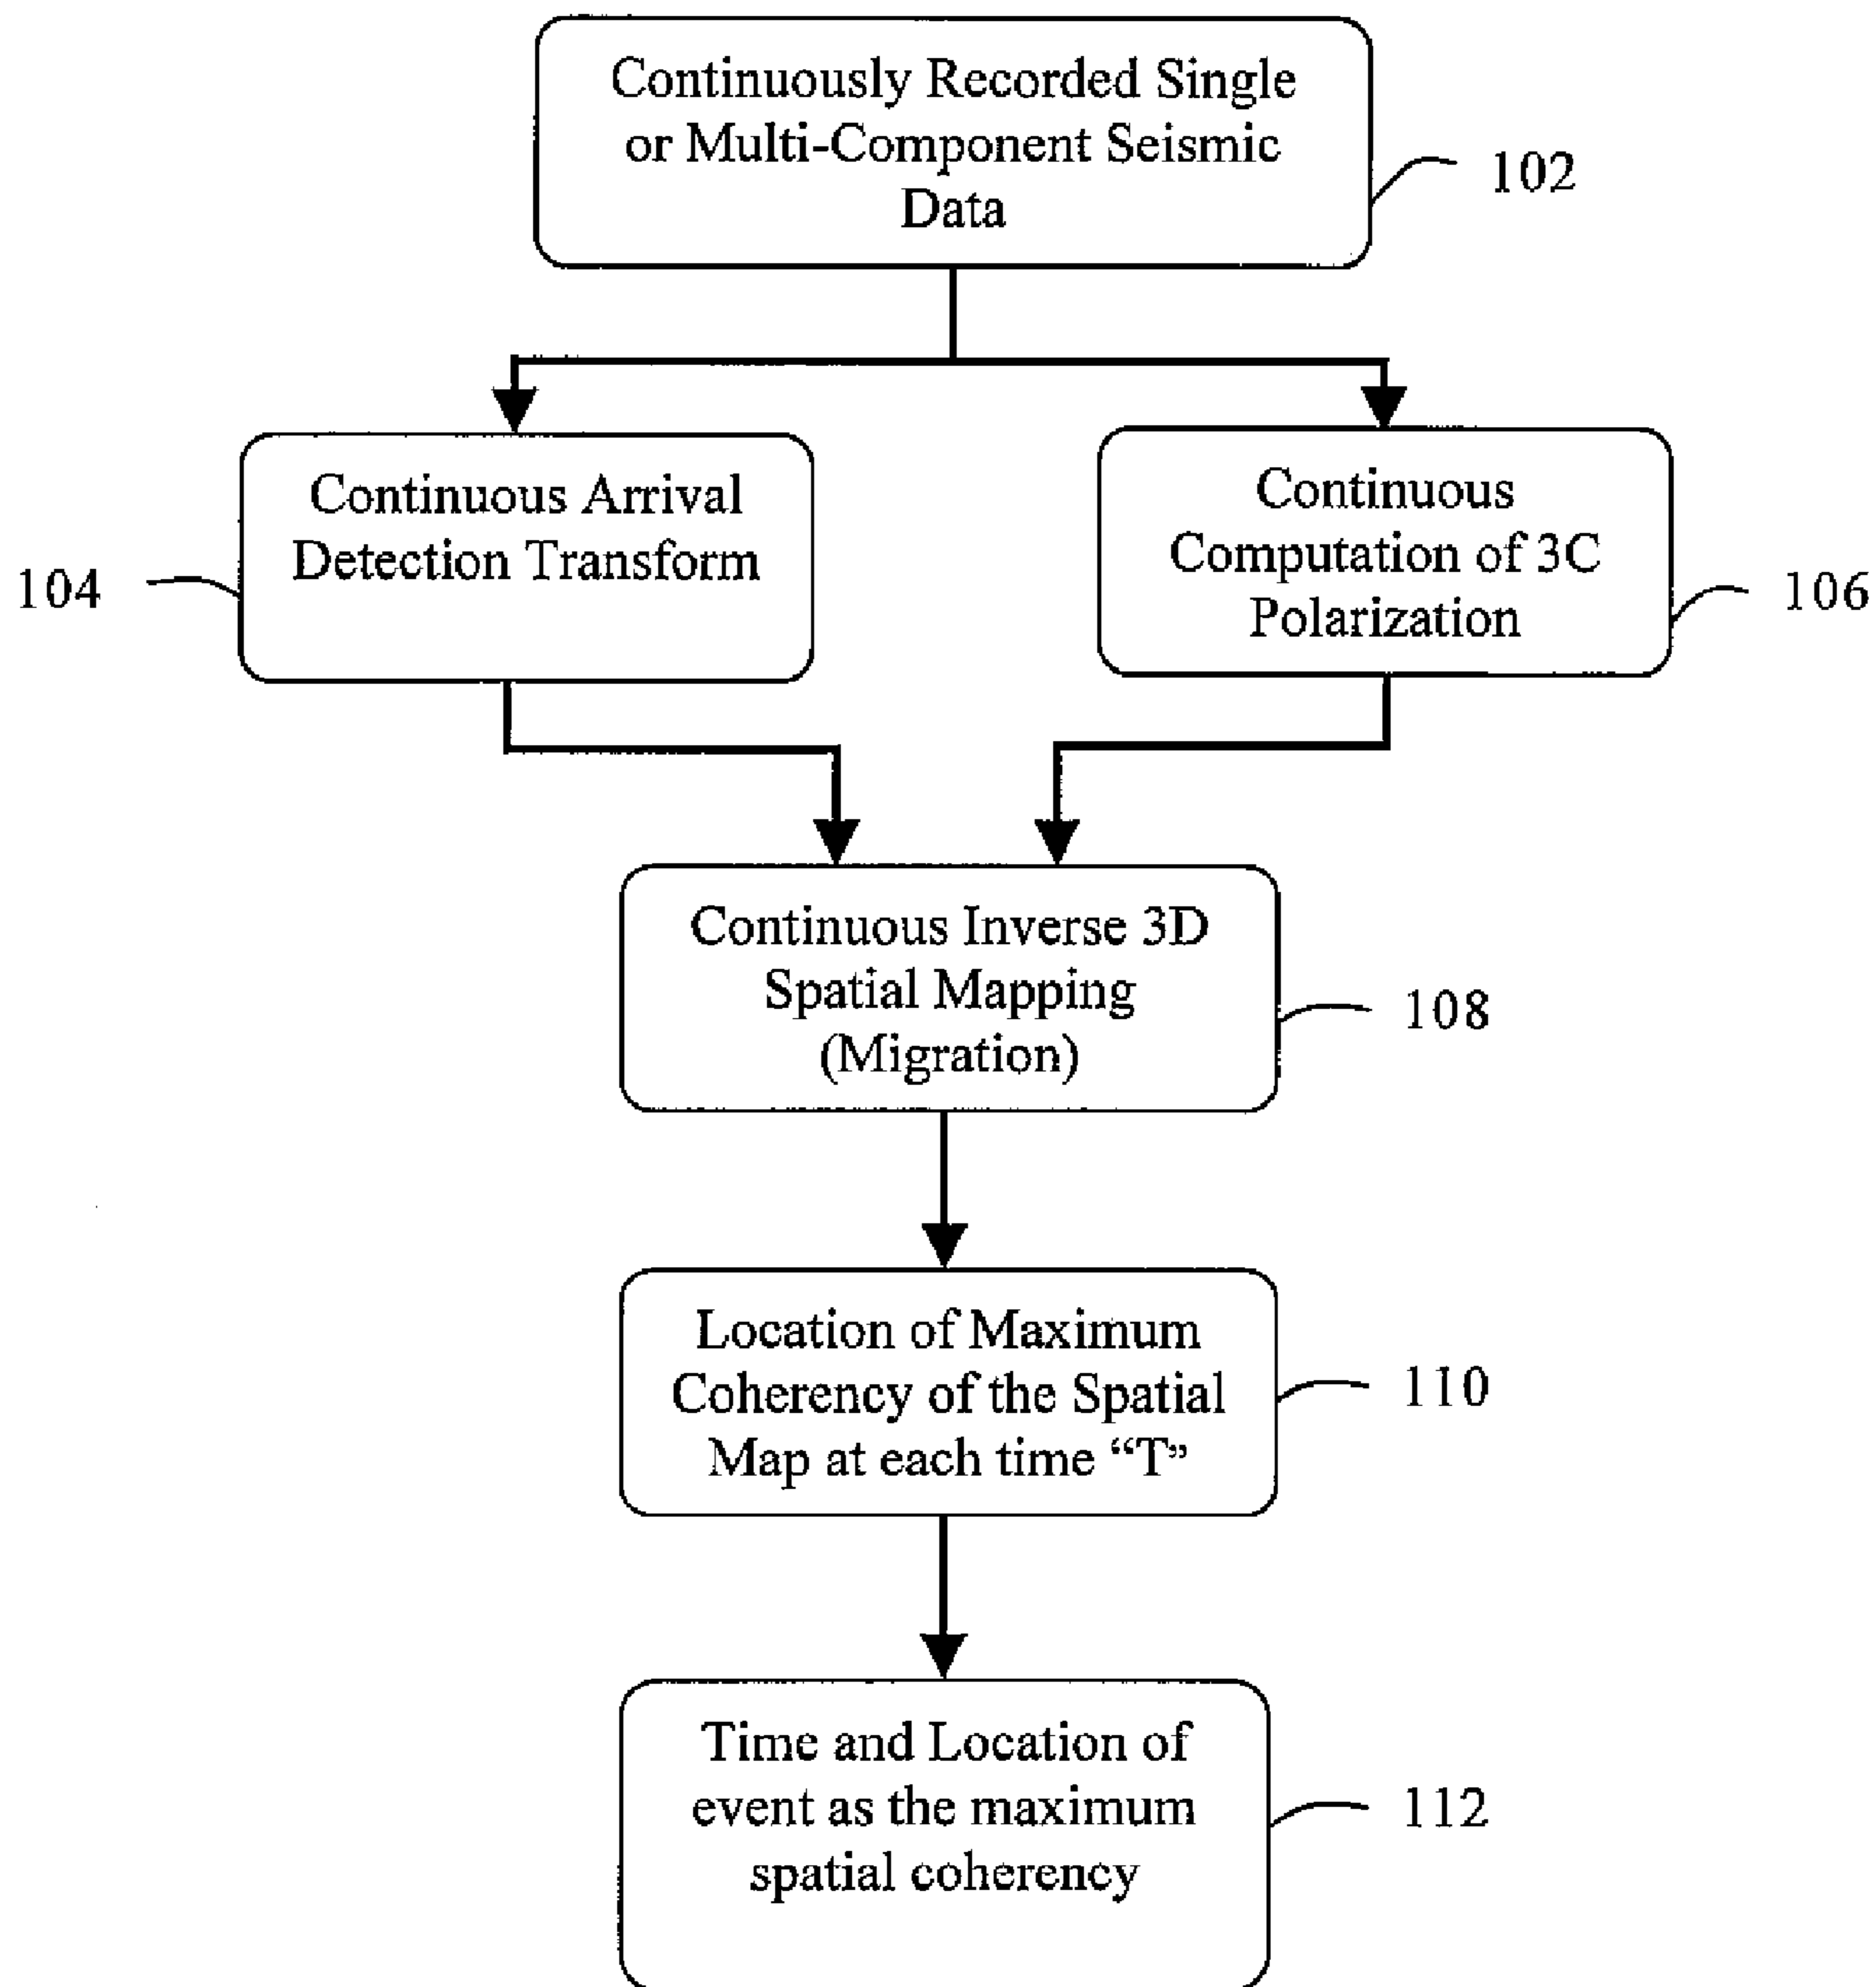 Continuously Recorded Single
or Multi-Component Seismic
Data
102
Continuous Arrival
Detection Transform
104
Continuous
Computation of 3C
Polarization
106
Continuous Inverse 3D
Spatial Mapping
(Migration)
108
Location of Maximum
Coherency of the Spatial
Map at each time “T”
110
Time and Location of
event as the maximum
spatial coherency
112